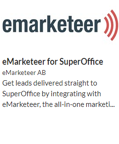 emarketeer
eMarketeer for SuperOffice
eMarketeer AB
Get leads delivered straight to
SuperOffice by integrating with
eMarketeer, the all-in-one marketi...